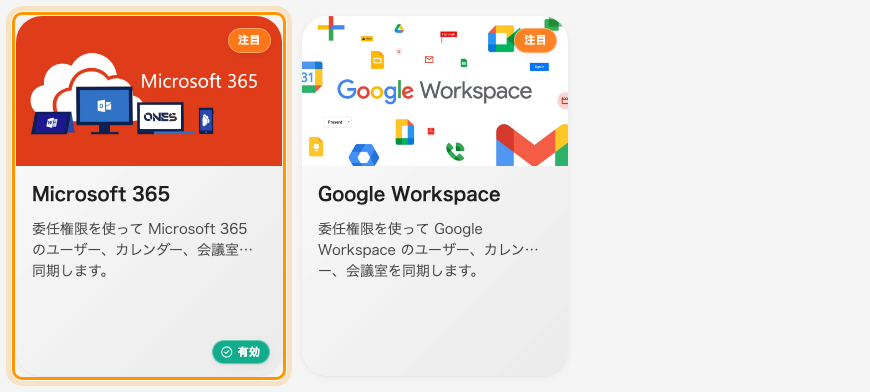 注目
Microsoft 365
ONES
Microsoft 365
委任権限を使って Microsoft 365
のユーザー、カレンダー、会議室…
同期します。
有効
注目
31
Google Workspace
Present
Google Workspace
委任権限を使って Google
Workspace のユーザー、カレン…
ー、会議室を同期します。